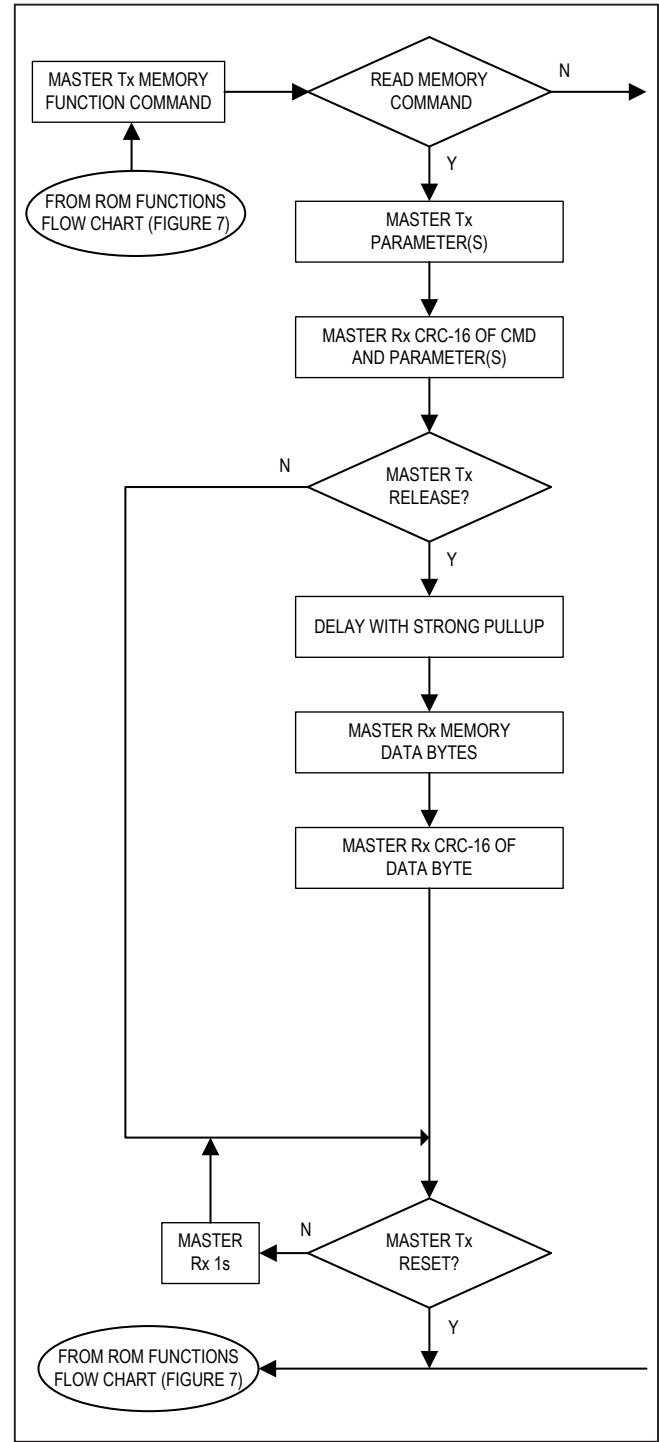 MASTER Tx MEMORY
FUNCTION COMMAND
READ MEMORY
COMMAND
N
Y
FROM ROM FUNCTIONS
FLOW CHART (FIGURE 7)
MASTER Tx
PARAMETER(S)
MASTER Rx CRC-16 OF CMD
AND PARAMETER(S)
N
MASTER Tx
RELEASE?
Y
DELAY WITH STRONG PULLUP
MASTER Rx MEMORY
DATA BYTES
MASTER Rx CRC-16 OF
DATA BYTE
MASTER
Rx 1s
N
MASTER Tx
RESET?
Y
FROM ROM FUNCTIONS
FLOW CHART (FIGURE 7)